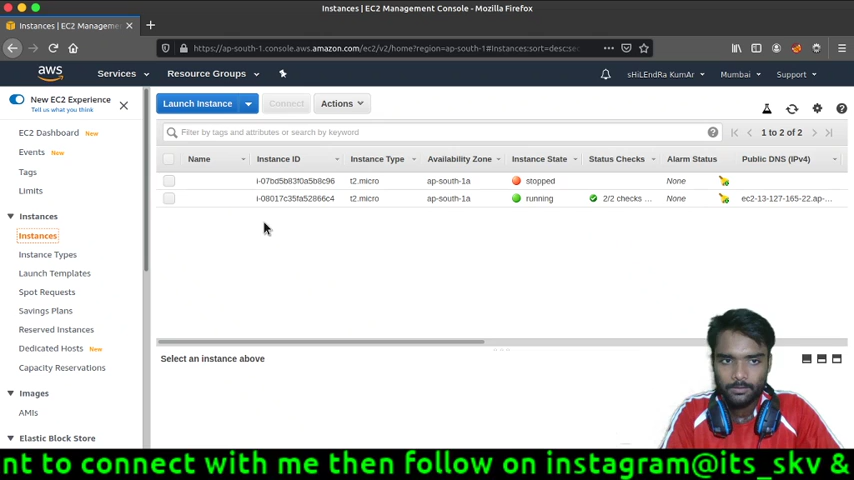 Instances | EC2 Management Console - Mozilla Firefox
Instances | EC2 Manageme
https://ap-south-1.console.aws.amazon.com/ec2/v2/home?region=ap-south-1#Instances:sort=desc:sec
aws
Services
Resource Groups
sHiLEndRa KumAr
Mumbai
Support
New EC2 Experience
Tell us what you think
EC2 Dashboard New
Events New
Tags
Limits
Instances
Instances
Instance Types
Launch Templates
Spot Requests
Savings Plans
Reserved Instances
Dedicated Hosts New
Capacity Reservations
Images
AMIs
Elastic Block Store
Launch Instance
Connect
Actions
Filter by tags and attributes or search by keyword
1 to 2 of 2
Name Instance ID Instance Type Availability Zone Instance State Status Checks Alarm Status Public DNS (IPv4)
i-07bd5b83f0a5b8c96 t2.micro ap-south-1a stopped None
i-08017c35fa52866c4 t2.micro ap-south-1a running 2/2 checks ... None ec2-13-127-165-22.ap-...
Select an instance above
nt to connect with me then follow on instagram@its_skv &